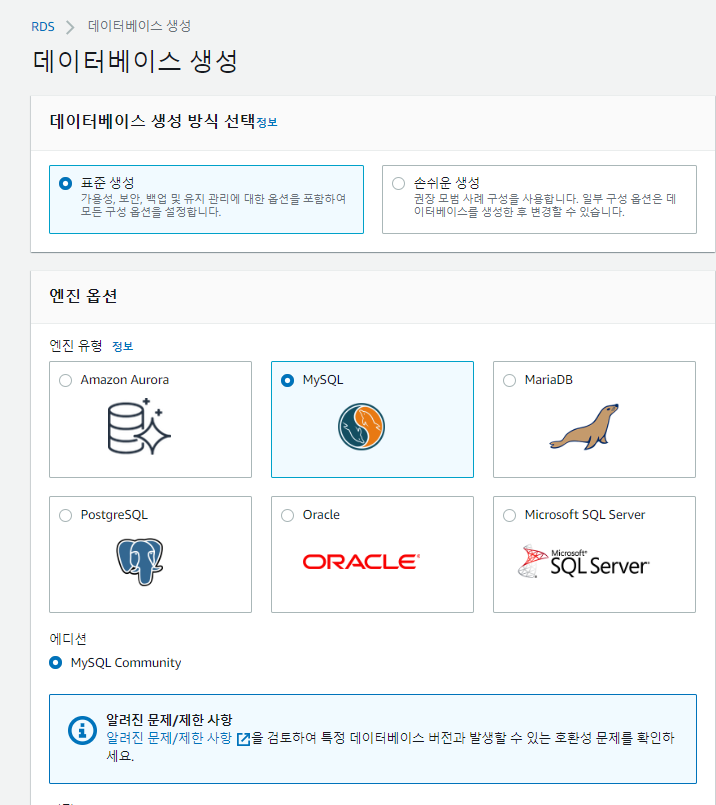 RDS > 데이터베이스 생성
데이터베이스 생성
데이터베이스 생성 방식 선택정보
표준 생성
가용성, 보안, 백업 및 유지 관리에 대한 옵션을 포함하여
모든 구성 옵션을 설정합니다.
손쉬운 생성
권장 모범 사례 구성을 사용합니다. 일부 구성 옵션은 데
이터베이스를 생성한 후 변경할 수 있습니다.
엔진 옵션
엔진 유형 정보
Amazon Aurora
MySQL
MariaDB
PostgreSQL
Oracle
ORACLE
Microsoft SQL Server
Microsoft
SQL Server
에디션
MySQL Community
알려진 문제/제한 사항
알려진 문제/제한 사항 을 검토하여 특정 데이터베이스 버전과 발생할 수 있는 호환성 문제를 확인하
세요.